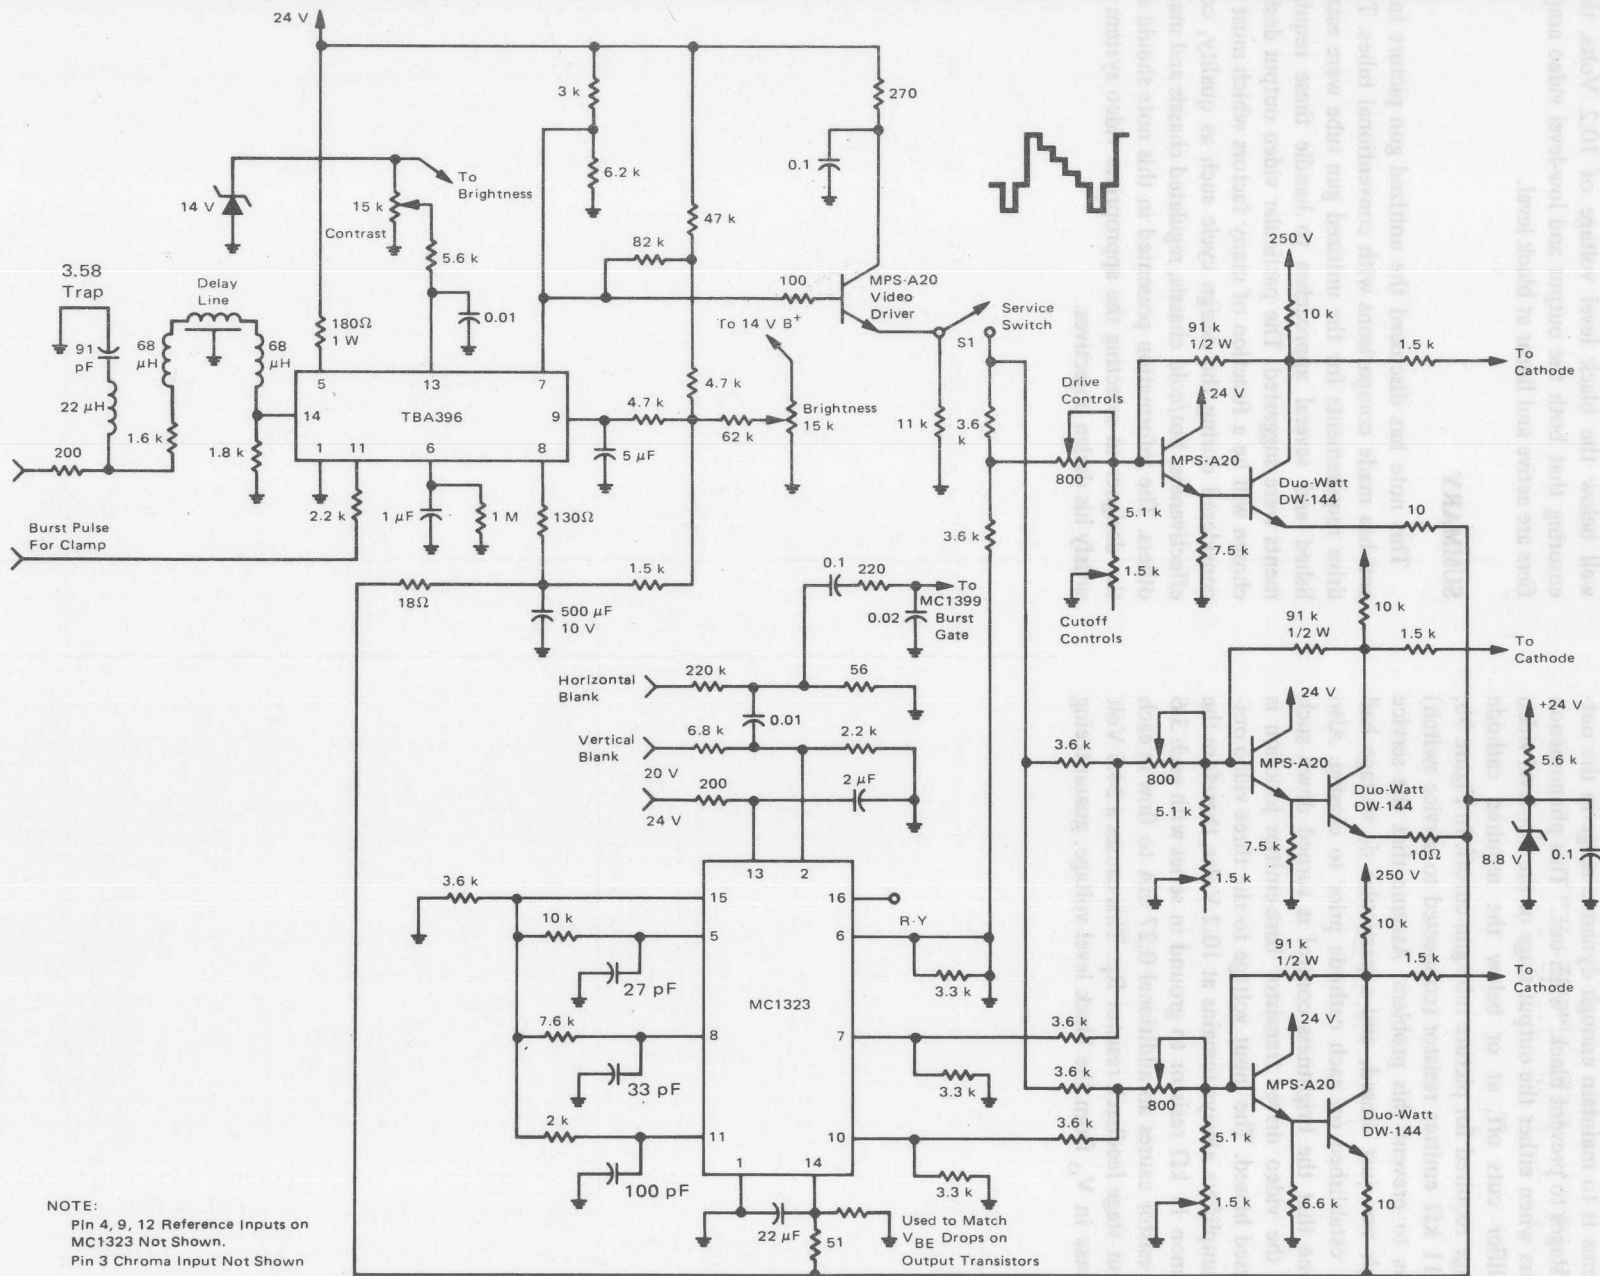 24 V
3 k
270
6.2 k
0.1
To
Brightness
14 V
15 k
Contrast
5.6 k
47 k
82 k
3.58
Trap
Delay
Line
0.01
100
MPS-A20
Video
Driver
Service
Switch
S1
250 V
10 k
91
pF
68
μH
68
μH
180Ω
1 W
To 14 V B+
91 k
1/2 W
1.5 k
To
Cathode
22 μH
5
13
7
14
TBA396
9
1
11
6
8
4.7 k
4.7 k
62 k
Brightness
15 k
11 k
3.6
k
Drive
Controls
800
24 V
MPS-A20
Duo-Watt
DW-144
200
1.6 k
1.8 k
5 μF
2.2 k
1 μF
1 M
130Ω
3.6 k
5.1 k
7.5 k
10
Burst Pulse
For Clamp
18Ω
1.5 k
500 μF
10 V
0.1
220
To
MC1399
Burst
Gate
0.02
1.5 k
Cutoff
Controls
10 k
91 k
1/2 W
1.5 k
To
Cathode
Horizontal
Blank
220 k
56
0.01
Vertical
Blank
6.8 k
2.2 k
20 V
200
2 μF
24 V
3.6 k
800
24 V
MPS-A20
Duo-Watt
DW-144
5.1 k
7.5 k
10Ω
1.5 k
+24 V
5.6 k
8.8 V
0.1
250 V
10 k
91 k
1/2 W
1.5 k
To
Cathode
3.6 k
13
2
15
16
R-Y
10 k
5
6
27 pF
3.3 k
MC1323
7.6 k
8
7
3.6 k
33 pF
3.3 k
3.6 k
800
24 V
MPS-A20
Duo-Watt
DW-144
2 k
11
10
3.6 k
100 pF
3.3 k
1
14
5.1 k
1.5 k
6.6 k
10
22 μF
51
Used to Match
VBE Drops on
Output Transistors
NOTE:
Pin 4, 9, 12 Reference Inputs on
MC1323 Not Shown.
Pin 3 Chroma Input Not Shown